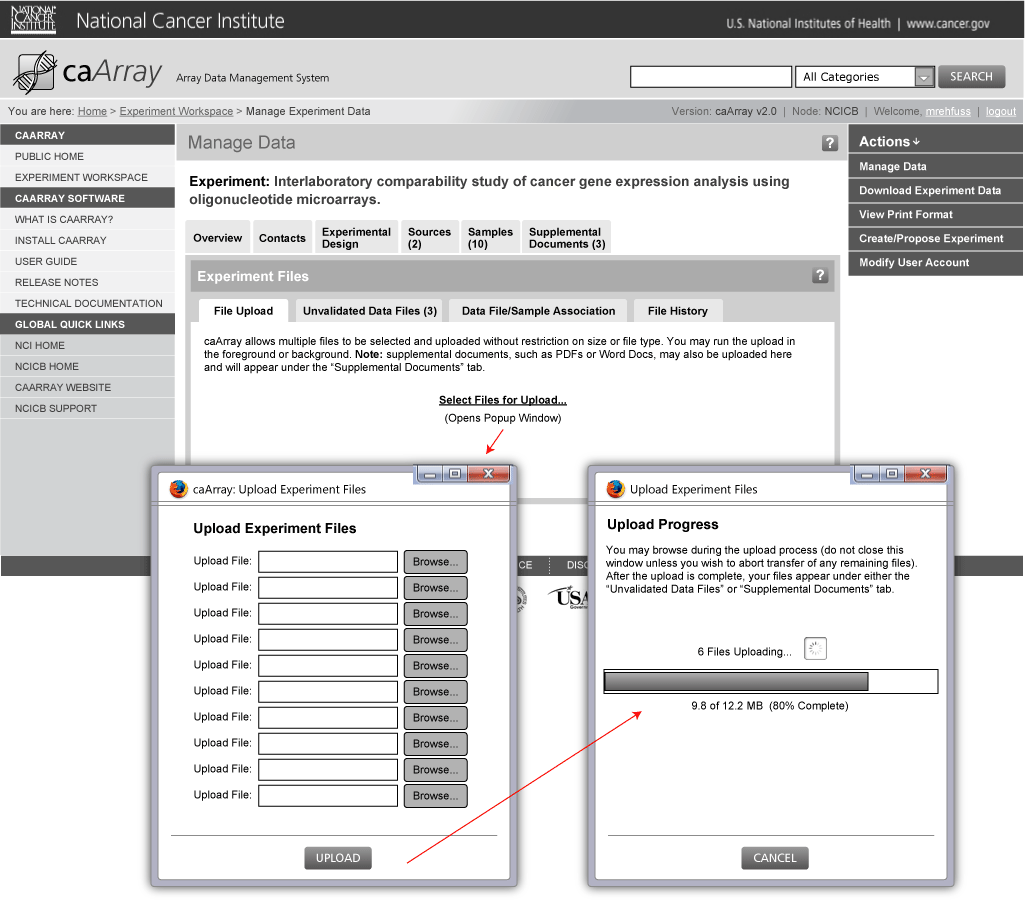 NATIONAL
CANCER
INSTITUTE
National Cancer Institute
U.S. National Institutes of Health | www.cancer.gov
caArray
Array Data Management System
All Categories
SEARCH
You are here: Home > Experiment Workspace > Manage Experiment Data
Version: caArray v2.0 | Node: NCICB | Welcome, mrehfuss | logout
CAARRAY
PUBLIC HOME
EXPERIMENT WORKSPACE
CAARRAY SOFTWARE
WHAT IS CAARRAY?
INSTALL CAARRAY
USER GUIDE
RELEASE NOTES
TECHNICAL DOCUMENTATION
GLOBAL QUICK LINKS
NCI HOME
NCICB HOME
CAARRAY WEBSITE
NCICB SUPPORT
Manage Data
?
Experiment: Interlaboratory comparability study of cancer gene expression analysis using
oligonucleotide microarrays.
Overview
Contacts
Experimental
Design
Sources
(2)
Samples
(10)
Supplemental
Documents (3)
Experiment Files
?
File Upload
Unvalidated Data Files (3)
Data File/Sample Association
File History
caArray allows multiple files to be selected and uploaded without restriction on size or file type. You may run the upload in
the foreground or background. Note: supplemental documents, such as PDFs or Word Docs, may also be uploaded here
and will appear under the “Supplemental Documents” tab.
Select Files for Upload...
(Opens Popup Window)
Actions
Manage Data
Download Experiment Data
View Print Format
Create/Propose Experiment
Modify User Account
caArray: Upload Experiment Files
Upload Experiment Files
Upload File: Browse...
Upload File: Browse...
Upload File: Browse...
Upload File: Browse...
Upload File: Browse...
Upload File: Browse...
Upload File: Browse...
Upload File: Browse...
Upload File: Browse...
Upload File: Browse...
UPLOAD
CE
DISC
USA
Upload Experiment Files
Upload Progress
You may browse during the upload process (do not close this
window unless you wish to abort transfer of any remaining files).
After the upload is complete, your files appear under either the
“Unvalidated Data Files” or “Supplemental Documents” tab.
6 Files Uploading...
9.8 of 12.2 MB (80% Complete)
CANCEL